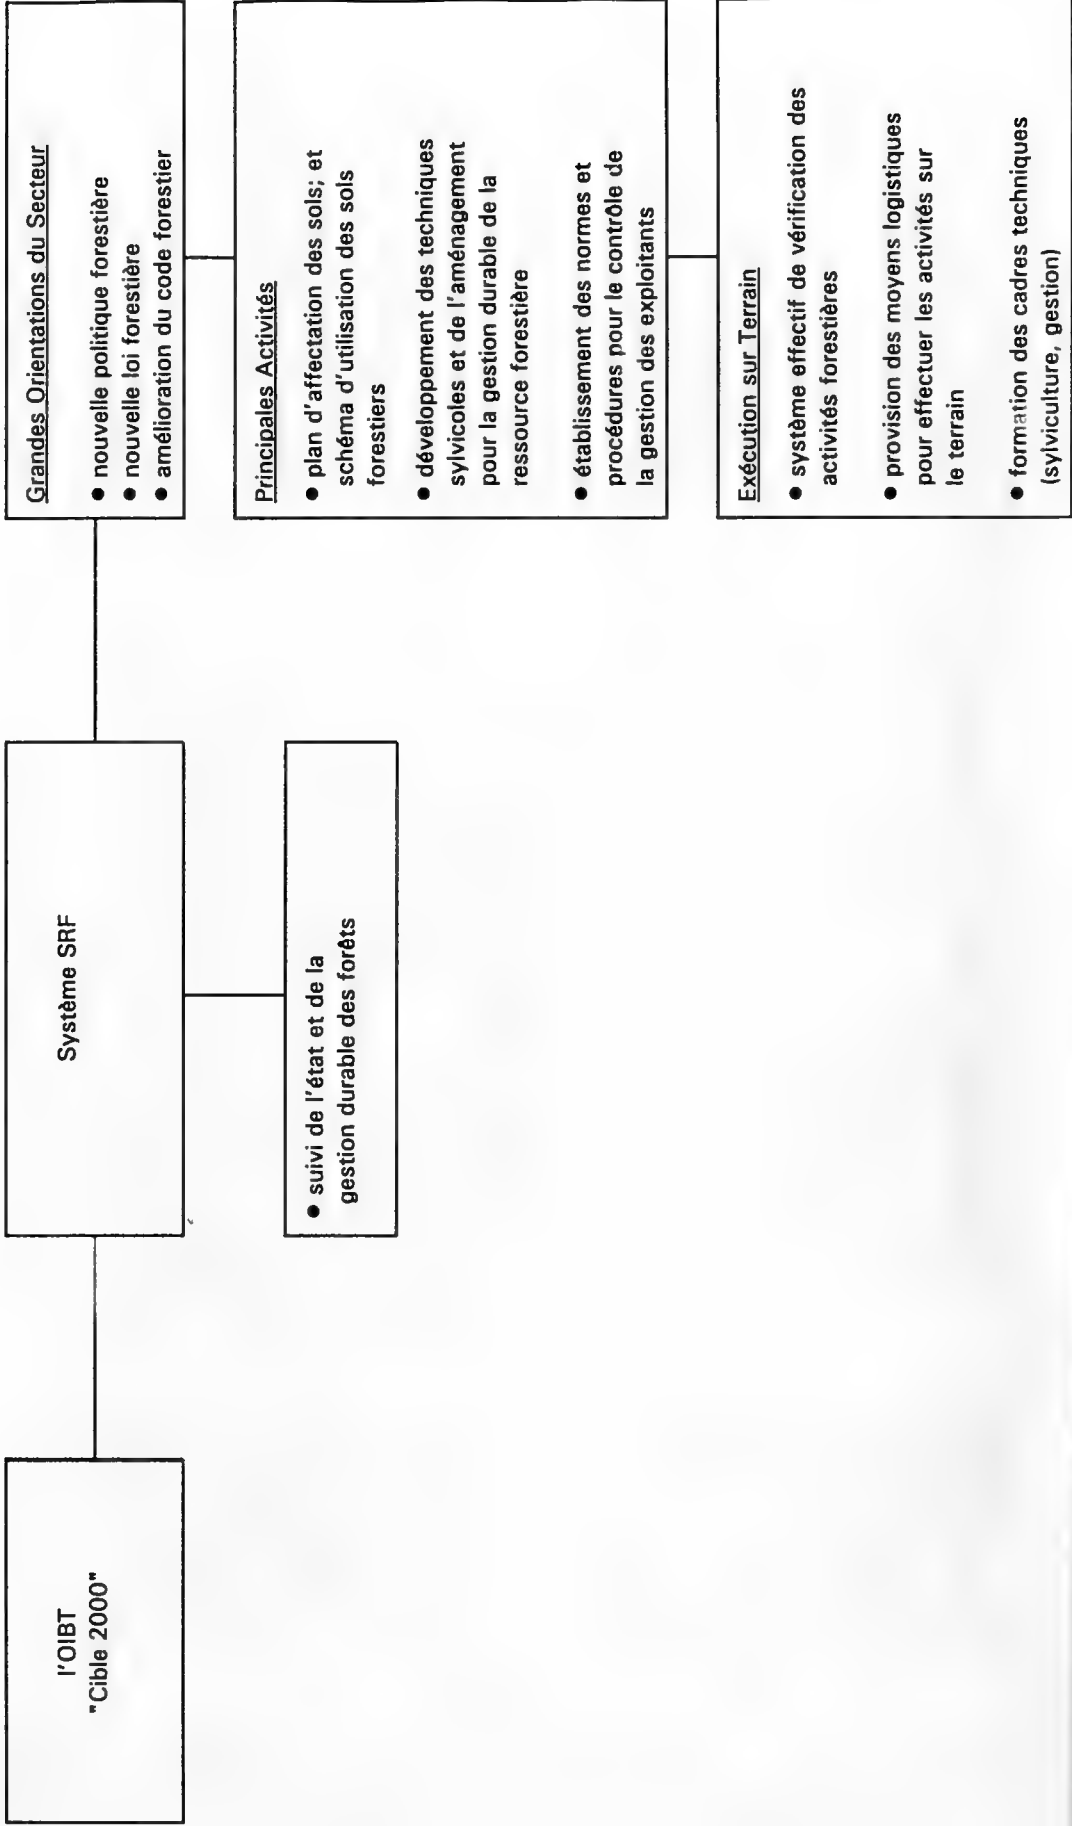 l'OIBT
"Cible 2000"
Système SRF
● suivi de l'état et de la
gestion durable des forêts
Grandes Orientations du Secteur
● nouvelle politique forestière
● nouvelle loi forestière
● amélioration du code forestier
Principales Activités
● plan d'affectation des sols; et
schéma d'utilisation des sols
forestiers
● développement des techniques
sylvicoles et de l'aménagement
pour la gestion durable de la
ressource forestière
● établissement des normes et
procédures pour le contrôle de
la gestion des exploitants
Exécution sur Terrain
● système effectif de vérification des
activités forestières
● provision des moyens logistiques
pour effectuer les activités sur
le terrain
● formation des cadres techniques
(sylviculture, gestion)